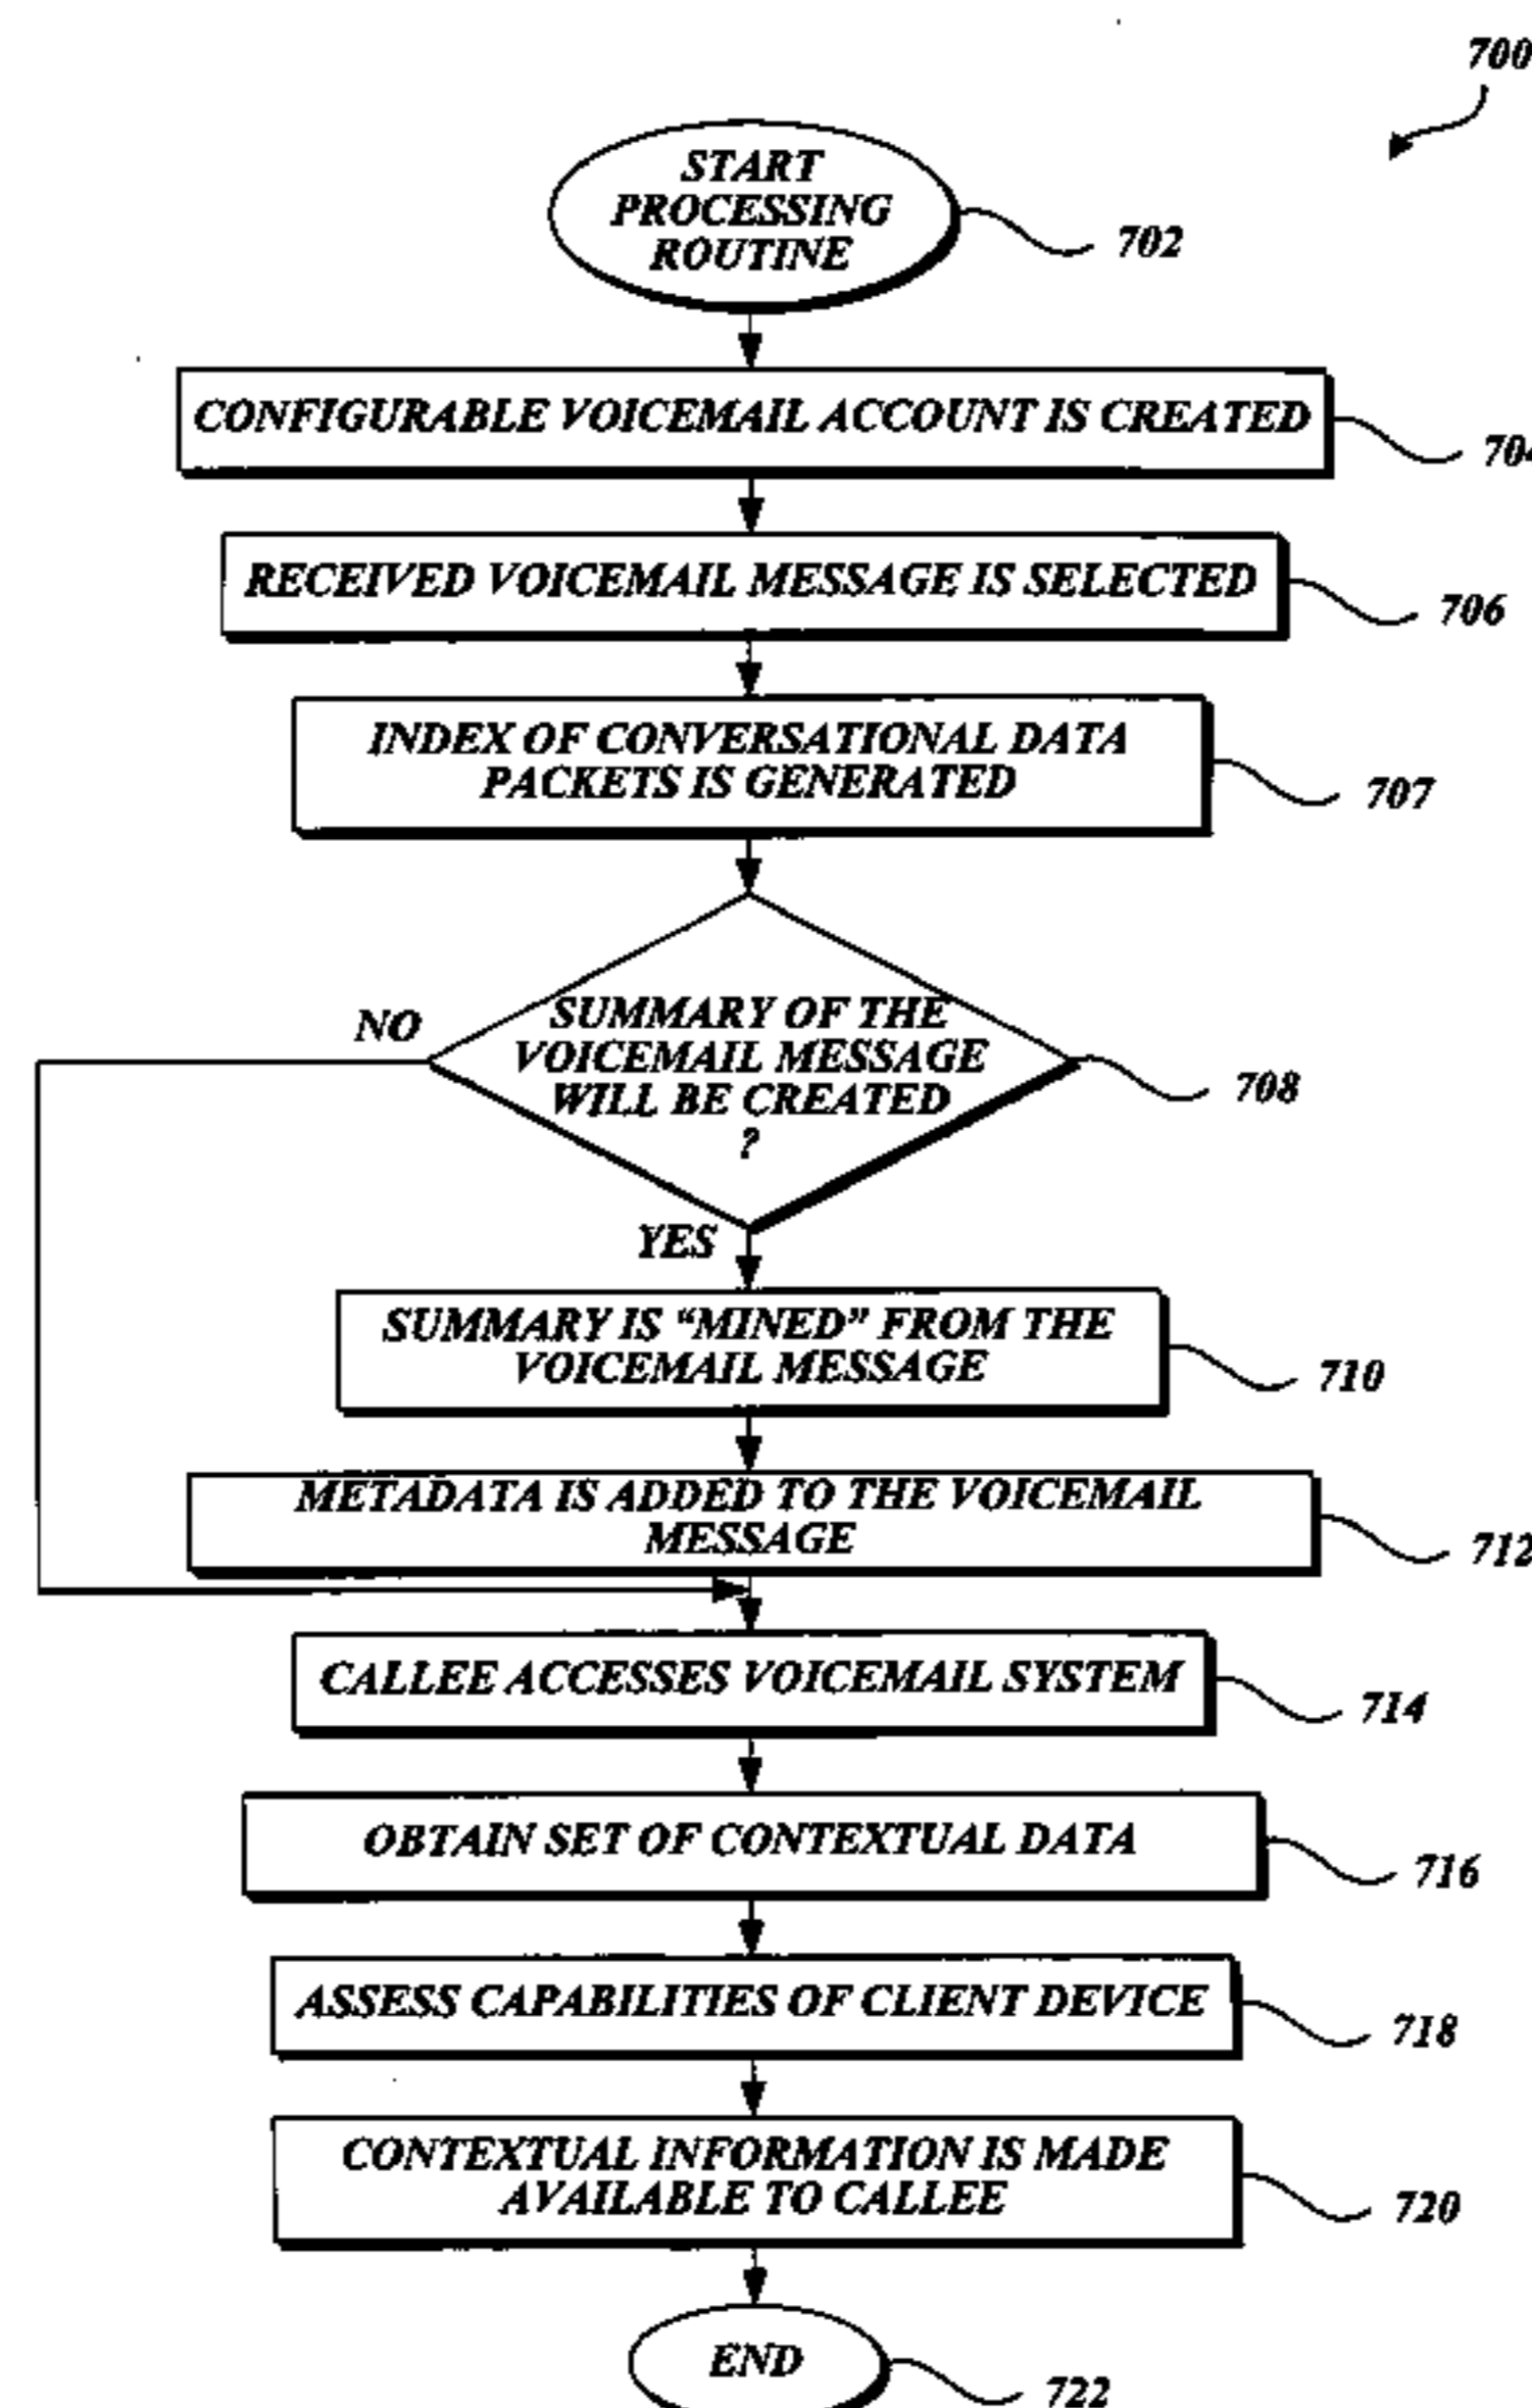 700
START
PROCESSING
ROUTINE
702
CONFIGURABLE VOICEMAIL ACCOUNT IS CREATED
704
RECEIVED VOICEMAIL MESSAGE IS SELECTED
706
INDEX OF CONVERSATIONAL DATA
PACKETS IS GENERATED
707
NO
SUMMARY OF THE
VOICEMAIL MESSAGE
WILL BE CREATED
?
708
YES
SUMMARY IS “MINED” FROM THE
VOICEMAIL MESSAGE
710
METADATA IS ADDED TO THE VOICEMAIL
MESSAGE
712
CALLEE ACCESSES VOICEMAIL SYSTEM
714
OBTAIN SET OF CONTEXTUAL DATA
716
ASSESS CAPABILITIES OF CLIENT DEVICE
718
CONTEXTUAL INFORMATION IS MADE
AVAILABLE TO CALLEE
720
END
722